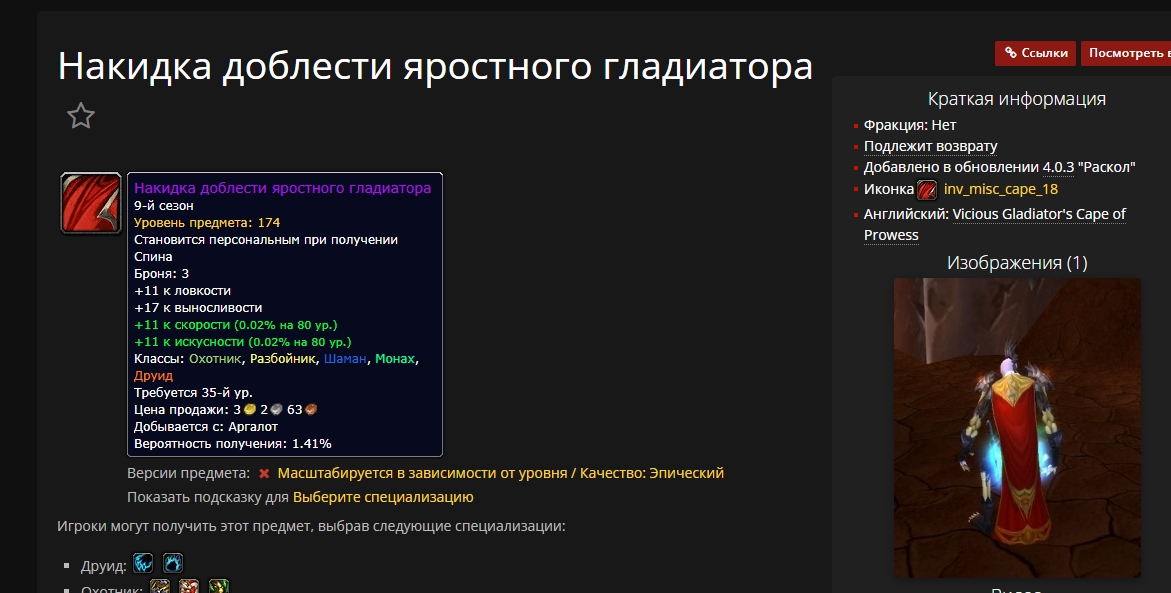 Накидка доблести яростного гладиатора
Накидка доблести яростного гладиатора
9-й сезон
Уровень предмета: 174
Становится персональным при получении
Спина
Броня: 3
+11 к ловкости
+17 к выносливости
+11 к скорости (0.02% на 80 ур.)
+11 к искусности (0.02% на 80 ур.)
Классы: Охотник, Разбойник, Шаман, Монах,
Друид
Требуется 35-й ур.
Цена продажи: 3 2 63
Добывается с: Аргалот
Вероятность получения: 1.41%
Версии предмета: Масштабируется в зависимости от уровня / Качество: Эпический
Показать подсказку для Выберите специализацию
Игроки могут получить этот предмет, выбрав следующие специализации:
Друид:
Охотник:
Ссылки
Посмотреть в
Краткая информация
Фракция: Нет
Подлежит возврату
Добавлено в обновлении 4.0.3 "Раскол"
Иконка inv_misc_cape_18
Английский: Vicious Gladiator's Cape of
Prowess
Изображения (1)